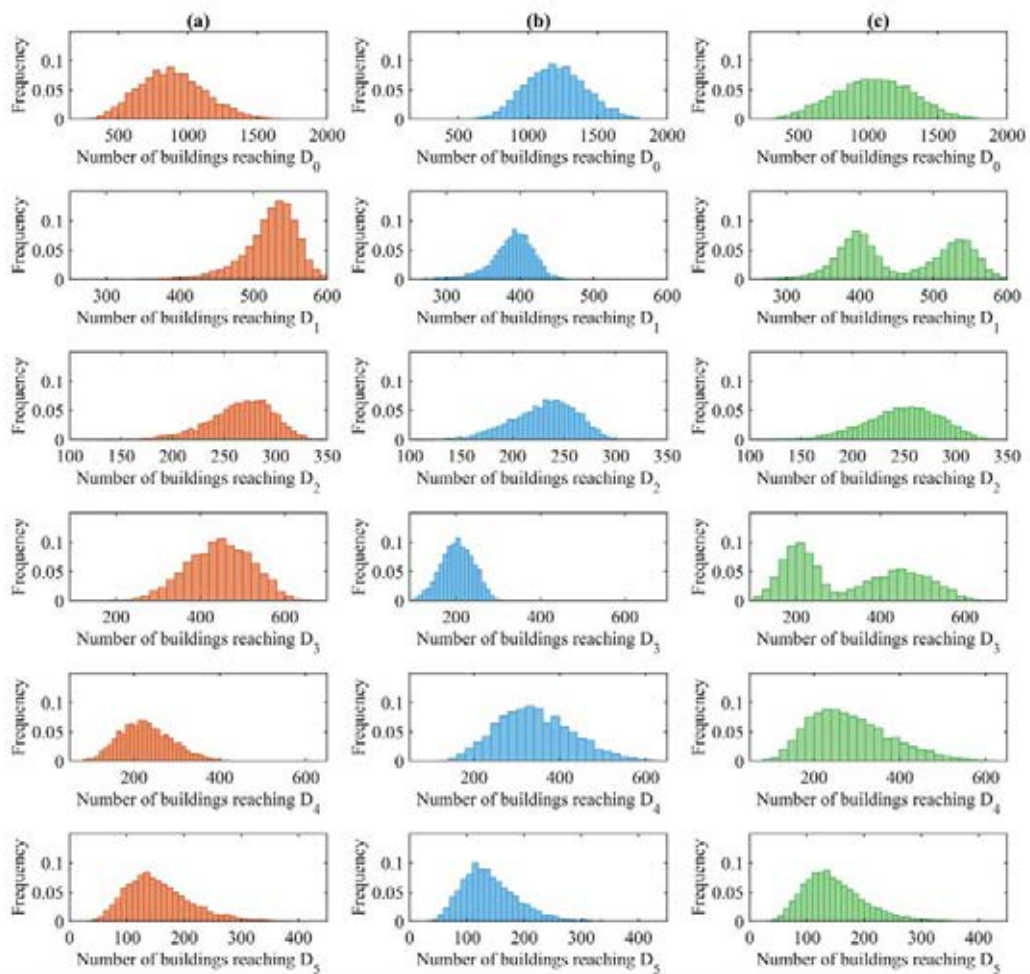 (a) (b) (c)
Frequency 0.1 0.05 0 500 1000 1500 2000 Number of buildings reaching D0
Frequency 0.1 0.05 0 500 1000 1500 2000 Number of buildings reaching D0
Frequency 0.1 0.05 0 500 1000 1500 2000 Number of buildings reaching D0
Frequency 0.1 0.05 0 300 400 500 600 Number of buildings reaching D1
Frequency 0.1 0.05 0 300 400 500 600 Number of buildings reaching D1
Frequency 0.1 0.05 0 300 400 500 600 Number of buildings reaching D1
Frequency 0.1 0.05 0 100 150 200 250 300 350 Number of buildings reaching D2
Frequency 0.1 0.05 0 100 150 200 250 300 350 Number of buildings reaching D2
Frequency 0.1 0.05 0 100 150 200 250 300 350 Number of buildings reaching D2
Frequency 0.1 0.05 0 200 400 600 Number of buildings reaching D3
Frequency 0.1 0.05 0 200 400 600 Number of buildings reaching D3
Frequency 0.1 0.05 0 200 400 600 Number of buildings reaching D3
Frequency 0.1 0.05 0 200 400 600 Number of buildings reaching D4
Frequency 0.1 0.05 0 200 400 600 Number of buildings reaching D4
Frequency 0.1 0.05 0 200 400 600 Number of buildings reaching D4
Frequency 0.1 0.05 0 0 100 200 300 400 Number of buildings reaching D5
Frequency 0.1 0.05 0 0 100 200 300 400 Number of buildings reaching D5
Frequency 0.1 0.05 0 0 100 200 300 400 Number of buildings reaching D5